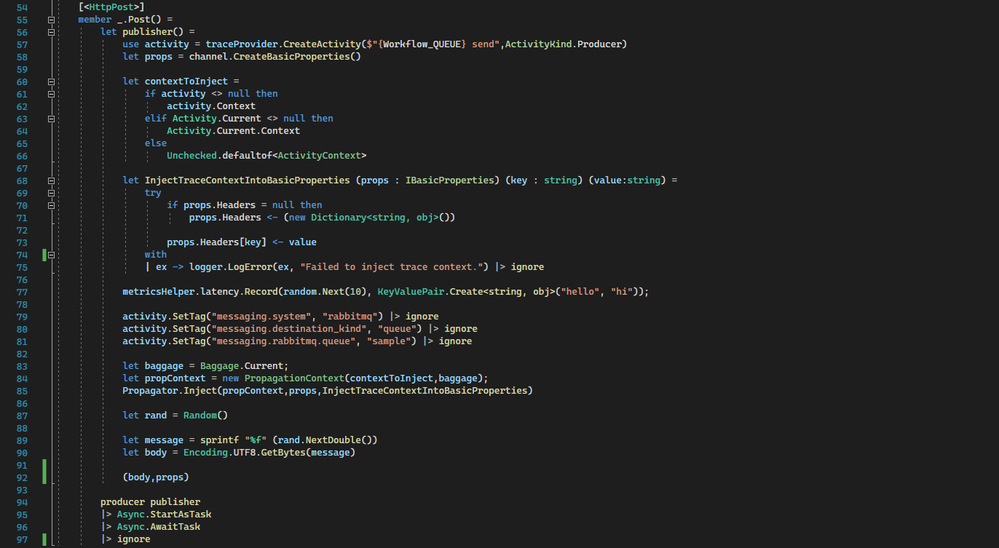 54 [<HttpPost>]
55 member _.Post() =
56 let publisher() =
57 use activity = traceProvider.CreateActivity($"{Workflow_QUEUE} send",ActivityKind.Producer)
58 let props = channel.CreateBasicProperties()
59
60 let contextToInject =
61 if activity <> null then
62 activity.Context
63 elif Activity.Current <> null then
64 Activity.Current.Context
65 else
66 Unchecked.defaultof<ActivityContext>
67
68 let InjectTraceContextIntoBasicProperties (props : IBasicProperties) (key : string) (value:string) =
69 try
70 if props.Headers = null then
71 props.Headers <- (new Dictionary<string, obj>())
72
73 props.Headers[key] <- value
74 with
75 | ex -> logger.LogError(ex, "Failed to inject trace context.") |> ignore
76
77 metricsHelper.latency.Record(random.Next(10), KeyValuePair.Create<string, obj>("hello", "hi"));
78
79 activity.SetTag("messaging.system", "rabbitmq") |> ignore
80 activity.SetTag("messaging.destination_kind", "queue") |> ignore
81 activity.SetTag("messaging.rabbitmq.queue", "sample") |> ignore
82
83 let baggage = Baggage.Current;
84 let propContext = new PropagationContext(contextToInject,baggage);
85 Propagator.Inject(propContext,props,InjectTraceContextIntoBasicProperties)
86
87 let rand = Random()
88
89 let message = sprintf "%f" (rand.NextDouble())
90 let body = Encoding.UTF8.GetBytes(message)
91
92 (body,props)
93
94 producer publisher
95 |> Async.StartAsTask
96 |> Async.AwaitTask
97 |> ignore